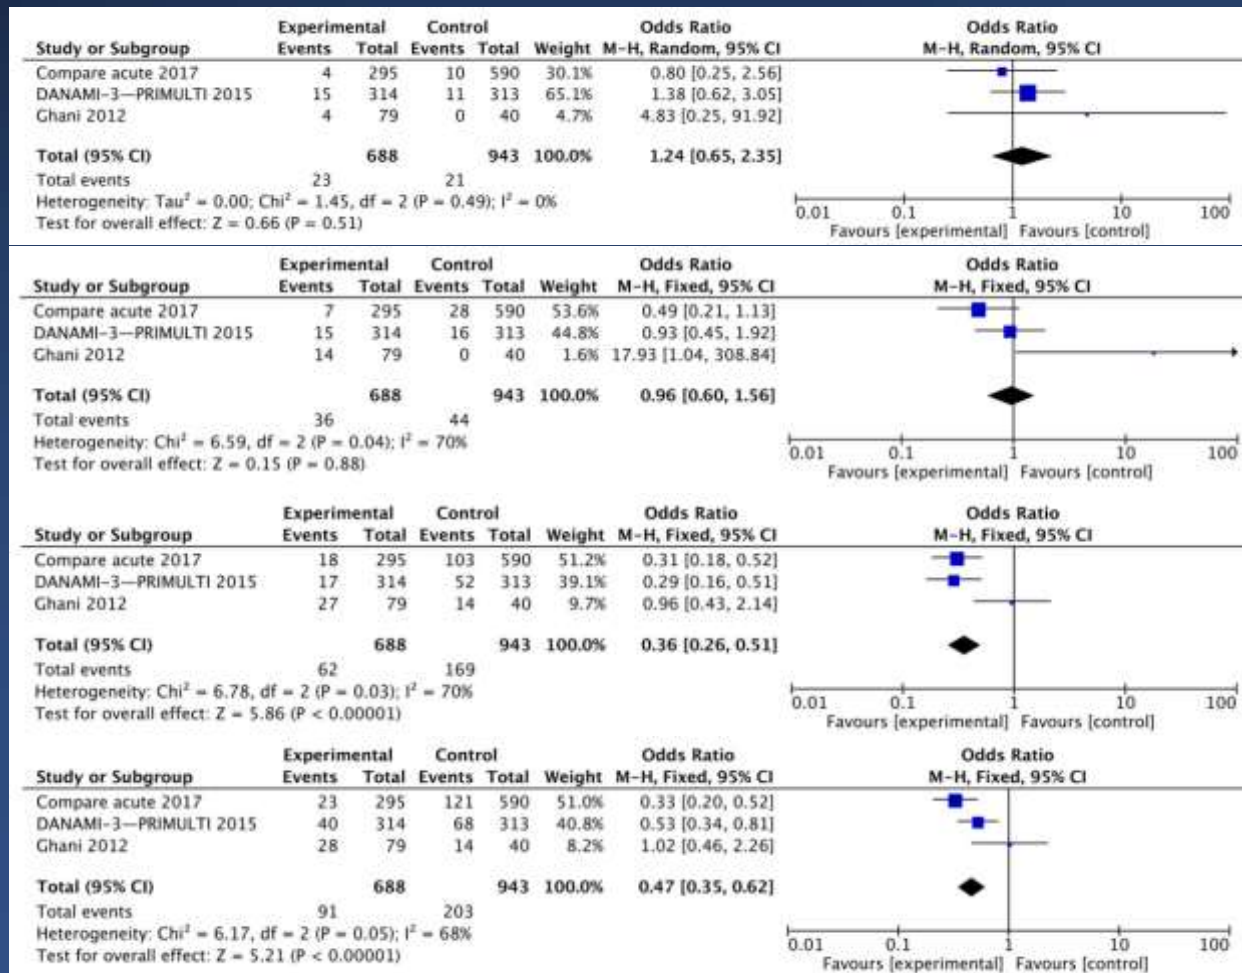 Experimental Control Odds Ratio Odds Ratio
Study or Subgroup Events Total Events Total Weight M-H, Random, 95% CI M-H, Random, 95% CI
Compare acute 2017 4 295 10 590 30.1% 0.80 [0.25, 2.56]
DANAMI-3—PRIMULTI 2015 15 314 11 313 65.1% 1.38 [0.62, 3.05]
Ghani 2012 4 79 0 40 4.7% 4.83 [0.25, 91.92]
Total (95% CI) 688 943 100.0% 1.24 [0.65, 2.35]
Total events 23 21
Heterogeneity: Tau² = 0.00; Chi² = 1.45, df = 2 (P = 0.49); I² = 0%
Test for overall effect: Z = 0.66 (P = 0.51)
0.01 0.1 1 10 100
Favours [experimental] Favours [control]
Experimental Control Odds Ratio Odds Ratio
Study or Subgroup Events Total Events Total Weight M-H, Fixed, 95% CI M-H, Fixed, 95% CI
Compare acute 2017 7 295 28 590 53.6% 0.49 [0.21, 1.13]
DANAMI-3—PRIMULTI 2015 15 314 16 313 44.8% 0.93 [0.45, 1.92]
Ghani 2012 14 79 0 40 1.6% 17.93 [1.04, 308.84]
Total (95% CI) 688 943 100.0% 0.96 [0.60, 1.56]
Total events 36 44
Heterogeneity: Chi² = 6.59, df = 2 (P = 0.04); I² = 70%
Test for overall effect: Z = 0.15 (P = 0.88)
0.01 0.1 1 10 100
Favours [experimental] Favours [control]
Experimental Control Odds Ratio Odds Ratio
Study or Subgroup Events Total Events Total Weight M-H, Fixed, 95% CI M-H, Fixed, 95% CI
Compare acute 2017 18 295 103 590 51.2% 0.31 [0.18, 0.52]
DANAMI-3—PRIMULTI 2015 17 314 52 313 39.1% 0.29 [0.16, 0.51]
Ghani 2012 27 79 14 40 9.7% 0.96 [0.43, 2.14]
Total (95% CI) 688 943 100.0% 0.36 [0.26, 0.51]
Total events 62 169
Heterogeneity: Chi² = 6.78, df = 2 (P = 0.03); I² = 70%
Test for overall effect: Z = 5.86 (P < 0.00001)
0.01 0.1 1 10 100
Favours [experimental] Favours [control]
Experimental Control Odds Ratio Odds Ratio
Study or Subgroup Events Total Events Total Weight M-H, Fixed, 95% CI M-H, Fixed, 95% CI
Compare acute 2017 23 295 121 590 51.0% 0.33 [0.20, 0.52]
DANAMI-3—PRIMULTI 2015 40 314 68 313 40.8% 0.53 [0.34, 0.81]
Ghani 2012 28 79 14 40 8.2% 1.02 [0.46, 2.26]
Total (95% CI) 688 943 100.0% 0.47 [0.35, 0.62]
Total events 91 203
Heterogeneity: Chi² = 6.17, df = 2 (P = 0.05); I² = 68%
Test for overall effect: Z = 5.21 (P < 0.00001)
0.01 0.1 1 10 100
Favours [experimental] Favours [control]